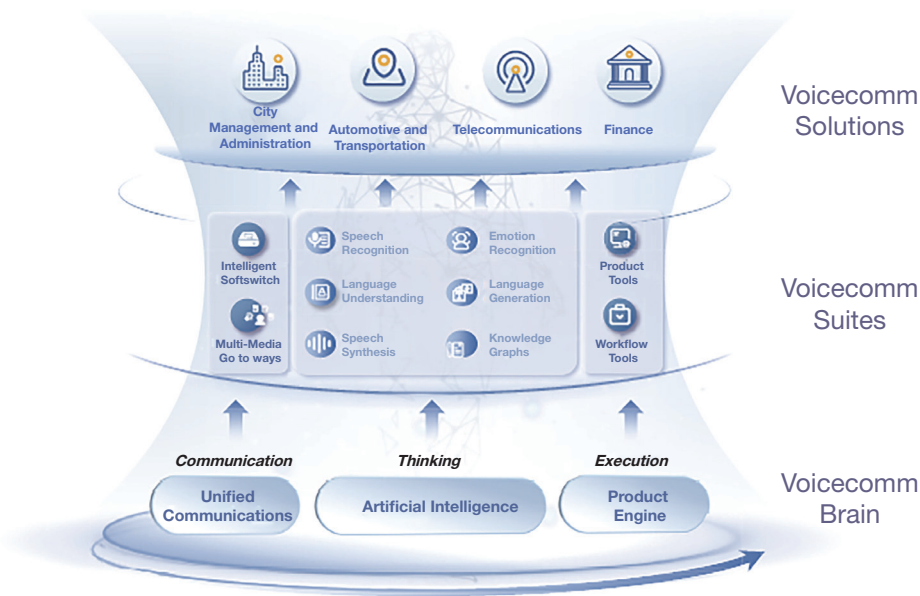 City
Management and
Administration
Automotive and
Transportation
Telecommunications
Finance
Voicecomm
Solutions
Intelligent
Softswitch
Multi-Media
Go to ways
Speech
Recognition
Emotion
Recognition
Language
Understanding
Language
Generation
Speech
Synthesis
Knowledge
Graphs
Product
Tools
Workflow
Tools
Voicecomm
Suites
Communication
Thinking
Execution
Unified
Communications
Artificial Intelligence
Product
Engine
Voicecomm
Brain